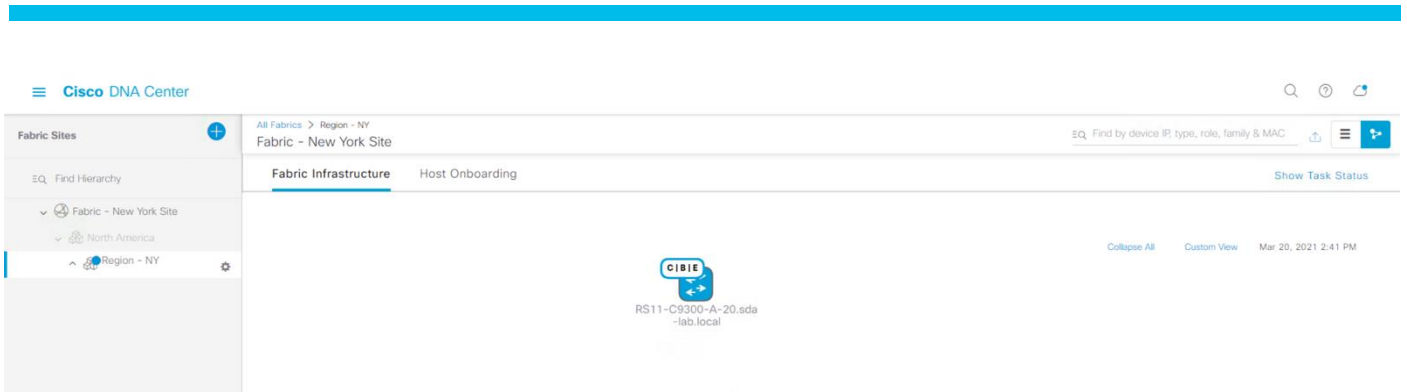 Cisco DNA Center
Fabric Sites
All Fabrics > Region - NY
Fabric - New York Site
Find by device IP, type, role, family & MAC
Find Hierarchy
Fabric Infrastructure Host Onboarding
Show Task Status
Fabric - New York Site
North America
Region - NY
Collapse All Custom View Mar 20, 2021 2:41 PM
C|B|E
RS11-C9300-A-20.sda
-lab.local